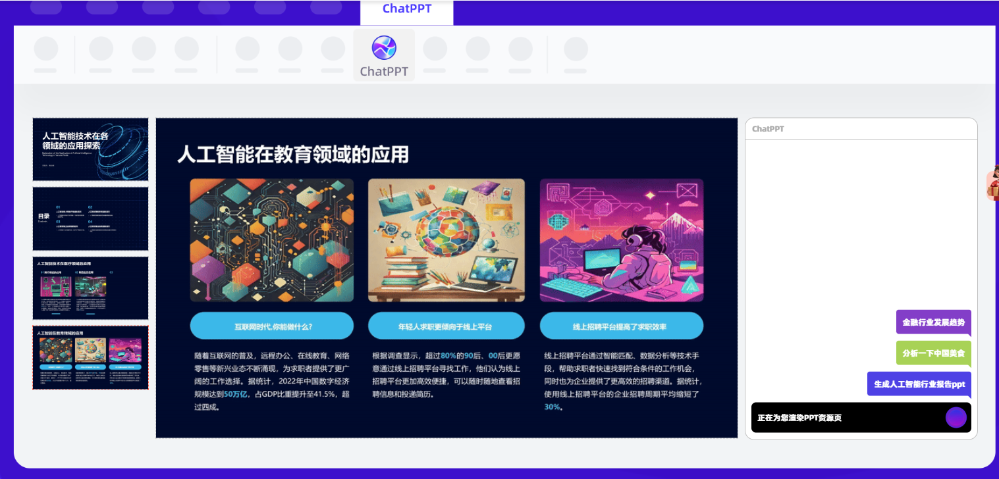 ChatPPT
ChatPPT
人工智能技术在各
领域的应用探索
目录
Contents
01
02
03
04
人工智能技术在医疗领域的应用
人工智能在教育领域的应用
人工智能在教育领域的应用
互联网时代,你能做什么?
年轻人求职更倾向于线上平台
线上招聘平台提高了求职效率
随着互联网的普及，远程办公、在线教育、网络
零售等新兴业态不断涌现，为求职者提供了更广
阔的工作选择。据统计，2022年中国数字经济
规模达到50万亿，占GDP比重提升至41.5%，超
过四成。
根据调查显示，超过80%的90后、00后更愿
意通过线上招聘平台寻找工作，他们认为线上
招聘平台更加高效便捷，可以随时随地查看招
聘信息和投递简历。
线上招聘平台通过智能匹配、数据分析等技术手
段，帮助求职者快速找到符合条件的工作机会，
同时也为企业提供了更高效的招聘渠道。据统计，
使用线上招聘平台的企业招聘周期平均缩短了
30%。
ChatPPT
金融行业发展趋势
分析一下中国美食
生成人工智能行业报告ppt
正在为您渲染PPT资源页